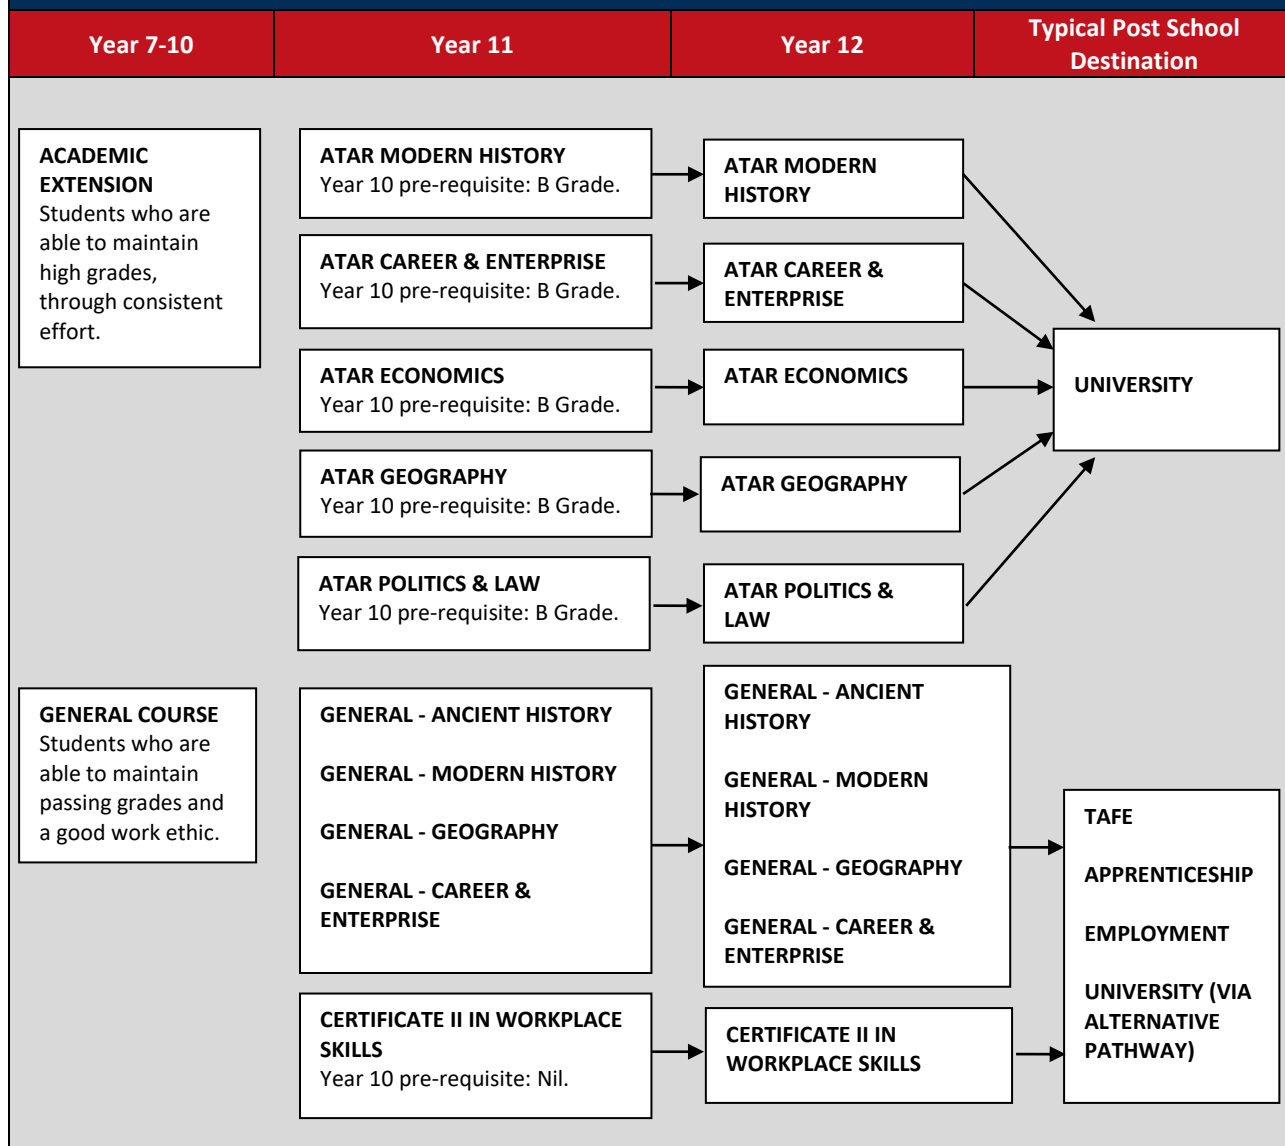 Year 7-10
Year 11
Year 12
Typical Post School
Destination
ACADEMIC
EXTENSION
Students who are
able to maintain
high grades,
through consistent
effort.
ATAR MODERN HISTORY
Year 10 pre-requisite: B Grade.
ATAR MODERN
HISTORY
ATAR CAREER & ENTERPRISE
Year 10 pre-requisite: B Grade.
ATAR CAREER &
ENTERPRISE
ATAR ECONOMICS
Year 10 pre-requisite: B Grade.
ATAR ECONOMICS
UNIVERSITY
ATAR GEOGRAPHY
Year 10 pre-requisite: B Grade.
ATAR GEOGRAPHY
ATAR POLITICS & LAW
Year 10 pre-requisite: B Grade.
ATAR POLITICS &
LAW
GENERAL COURSE
Students who are
able to maintain
passing grades and
a good work ethic.
GENERAL - ANCIENT HISTORY
GENERAL - MODERN HISTORY
GENERAL - GEOGRAPHY
GENERAL - CAREER &
ENTERPRISE
GENERAL - ANCIENT
HISTORY
GENERAL - MODERN
HISTORY
GENERAL - GEOGRAPHY
GENERAL - CAREER &
ENTERPRISE
TAFE
APPRENTICESHIP
EMPLOYMENT
UNIVERSITY (VIA
ALTERNATIVE
PATHWAY)
CERTIFICATE II IN WORKPLACE
SKILLS
Year 10 pre-requisite: Nil.
CERTIFICATE II IN
WORKPLACE SKILLS